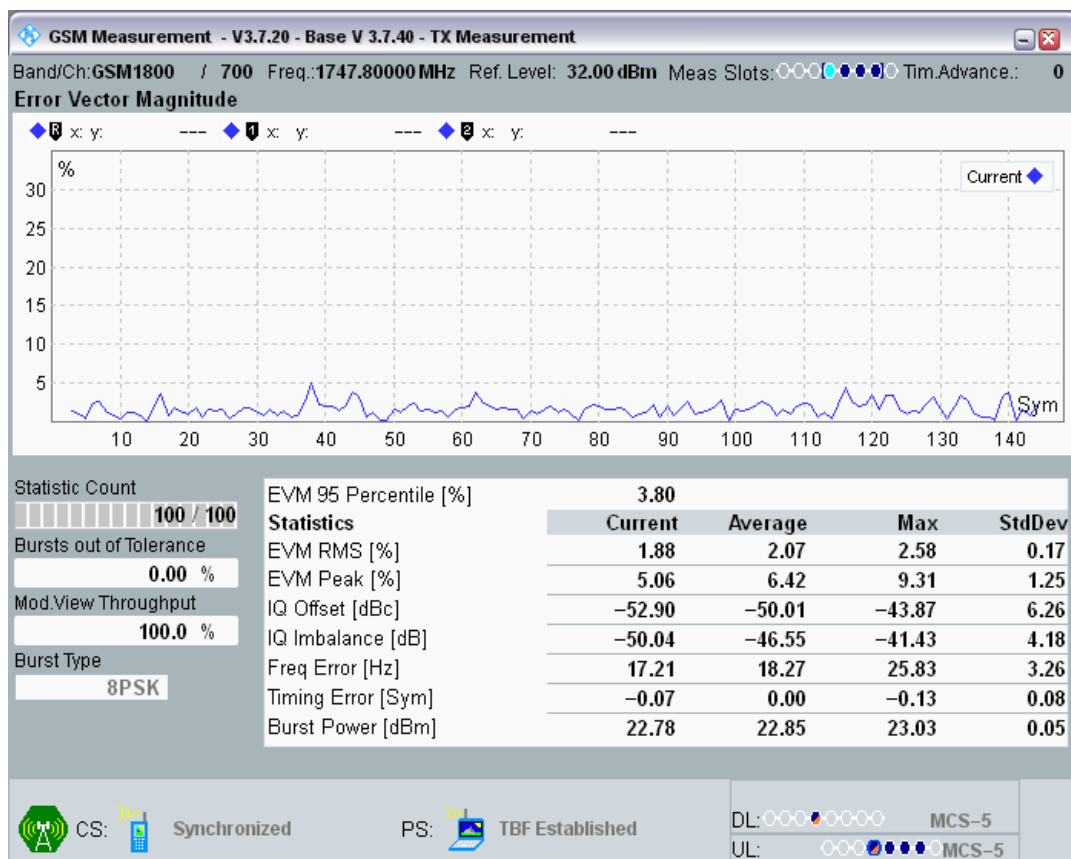 GSM Measurement - V3.7.20 - Base V 3.7.40 - TX Measurement
Band/Ch:GSM1800 / 700 Freq.:1747.80000 MHz Ref. Level: 32.00 dBm Meas Slots: Tim.Advance.: 0
Error Vector Magnitude
R x: y: --- 1 x: y: --- 2 x: y: ---
%
Current
30
25
20
15
10
5
Sym
10 20 30 40 50 60 70 80 90 100 110 120 130 140
Statistic Count
100 / 100
Bursts out of Tolerance
0.00 %
Mod.View Throughput
100.0 %
Burst Type
8PSK
EVM 95 Percentile [%] 3.80
Statistics Current Average Max StdDev
EVM RMS [%] 1.88 2.07 2.58 0.17
EVM Peak [%] 5.06 6.42 9.31 1.25
IQ Offset [dBc] −52.90 −50.01 −43.87 6.26
IQ Imbalance [dB] −50.04 −46.55 −41.43 4.18
Freq Error [Hz] 17.21 18.27 25.83 3.26
Timing Error [Sym] −0.07 0.00 −0.13 0.08
Burst Power [dBm] 22.78 22.85 23.03 0.05
CS: Synchronized PS: TBF Established
DL: MCS−5
UL: MCS−5